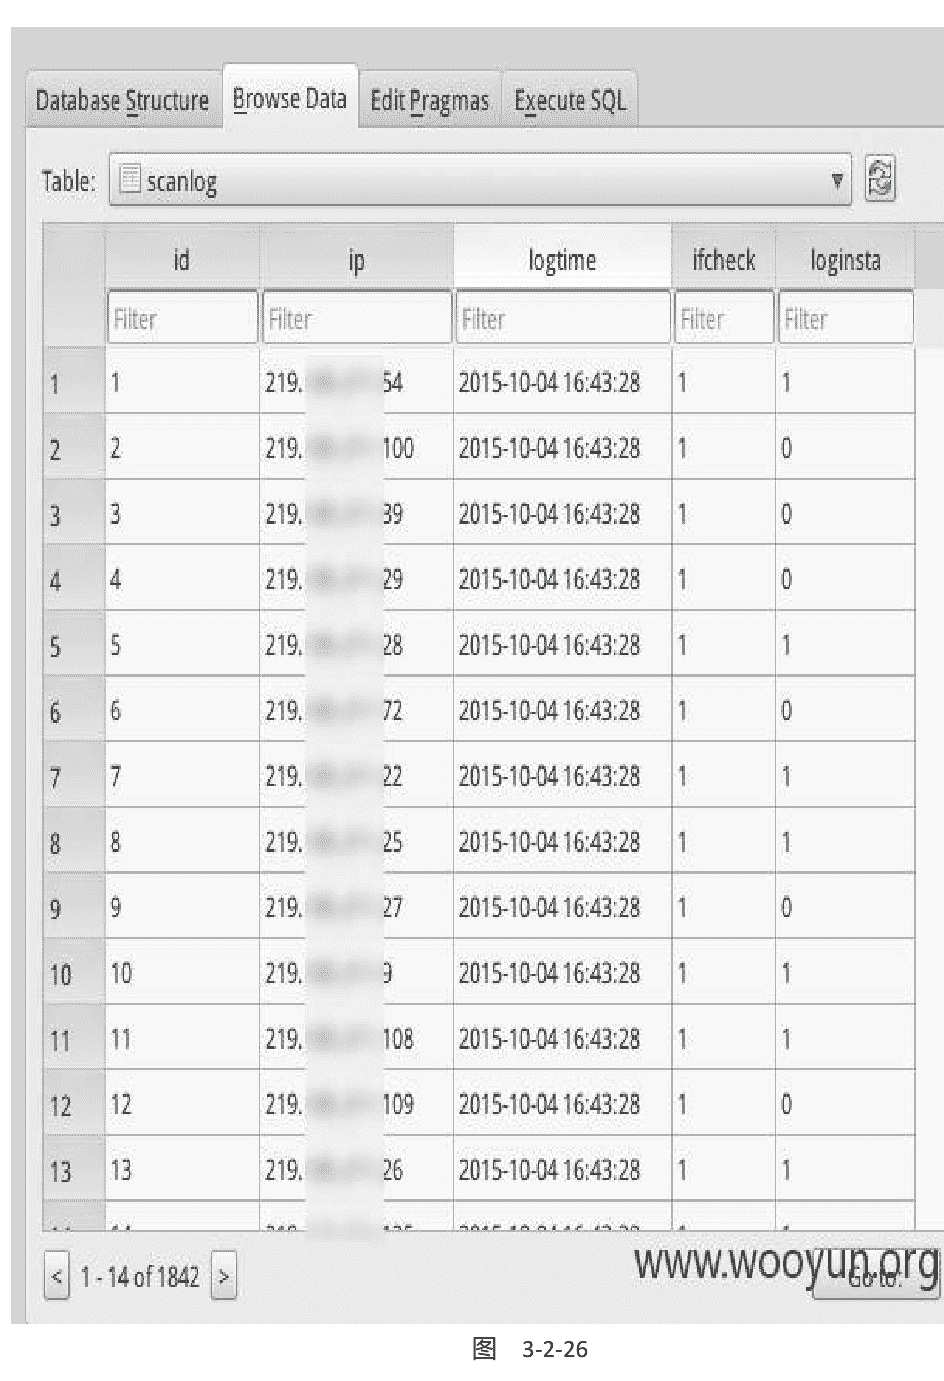 Database Structure Browse Data Edit Pragmas Execute SQL
Table: scanlog
id ip logtime ifcheck loginsta
Filter Filter Filter Filter Filter
1 1 219. 54 2015-10-04 16:43:28 1 1
2 2 219. 100 2015-10-04 16:43:28 1 0
3 3 219. 39 2015-10-04 16:43:28 1 0
4 4 219. 29 2015-10-04 16:43:28 1 0
5 5 219. 28 2015-10-04 16:43:28 1 1
6 6 219. 72 2015-10-04 16:43:28 1 0
7 7 219. 22 2015-10-04 16:43:28 1 1
8 8 219. 25 2015-10-04 16:43:28 1 1
9 9 219. 27 2015-10-04 16:43:28 1 0
10 10 219. 9 2015-10-04 16:43:28 1 1
11 11 219. 108 2015-10-04 16:43:28 1 1
12 12 219. 109 2015-10-04 16:43:28 1 0
13 13 219. 26 2015-10-04 16:43:28 1 1
< 1 - 14 of 1842 > Go to:
www.wooyun.org
图 3-2-26